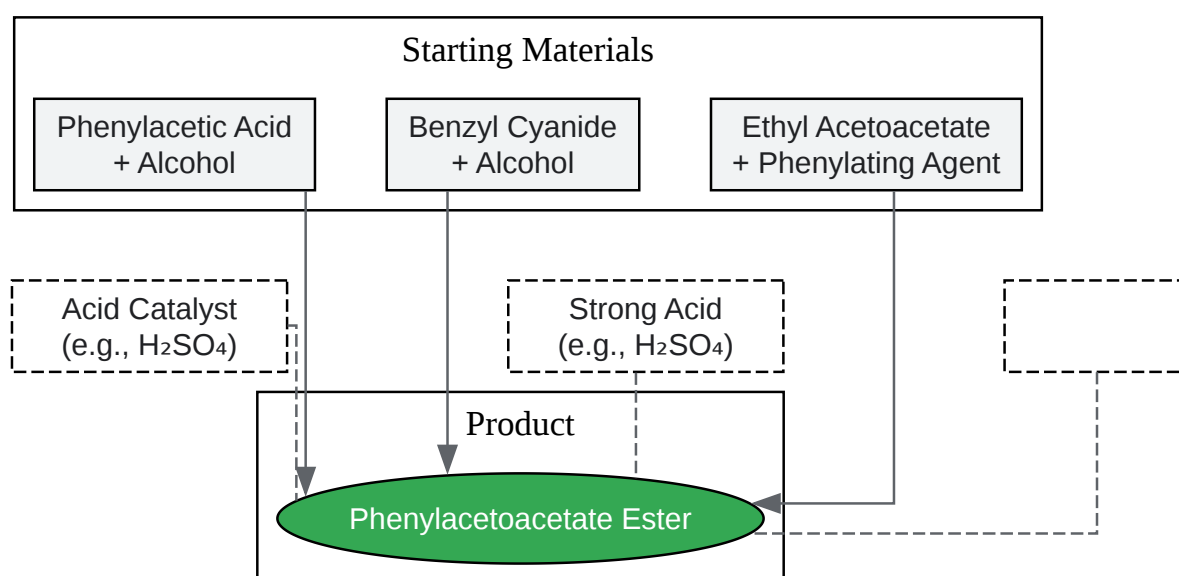 Starting Materials
Phenylacetic Acid
+ Alcohol
Benzyl Cyanide
+ Alcohol
Ethyl Acetoacetate
+ Phenylating Agent
Acid Catalyst
(e.g., H₂SO₄)
Strong Acid
(e.g., H₂SO₄)
Product
Phenylacetoacetate Ester